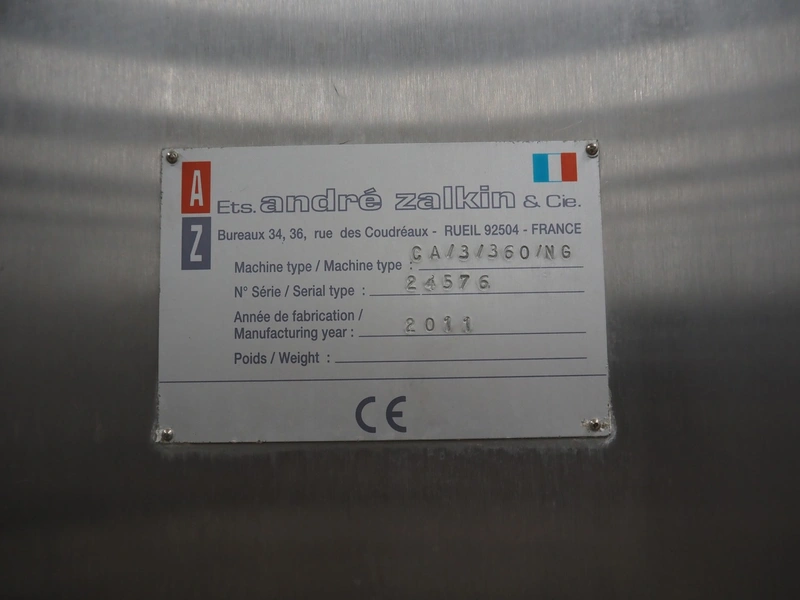 A
Z
Ets. andré zalkin & Cie.
Bureaux 34, 36, rue des Coudréaux - RUEIL 92504 - FRANCE
Machine type / Machine type : CA/3/360/NG
N° Série / Serial type : 24576
Année de fabrication /
Manufacturing year : 2011
Poids / Weight :
CE